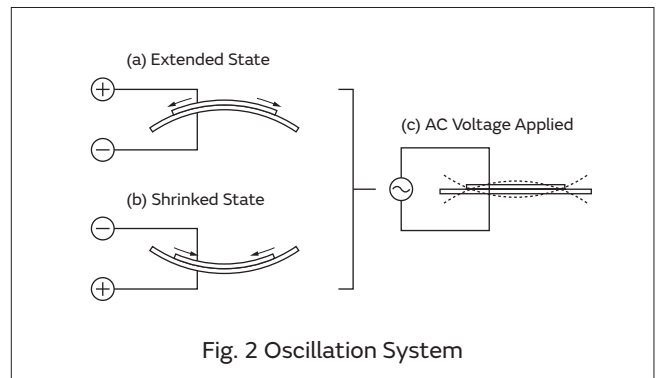 (a) Extended State
+
−
(b) Shrinked State
−
+
(c) AC Voltage Applied
Fig. 2 Oscillation System